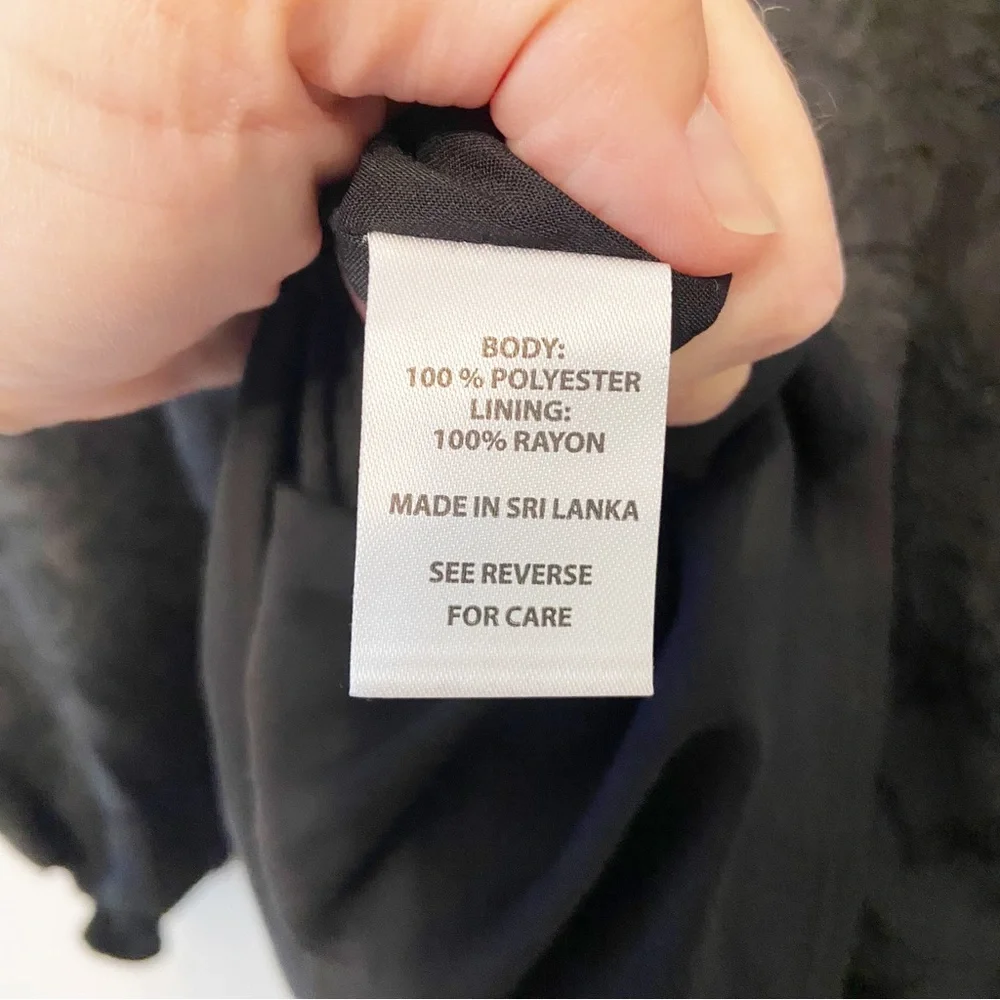 BODY:
100 % POLYESTER
LINING:
100% RAYON
MADE IN SRI LANKA
SEE REVERSE
FOR CARE